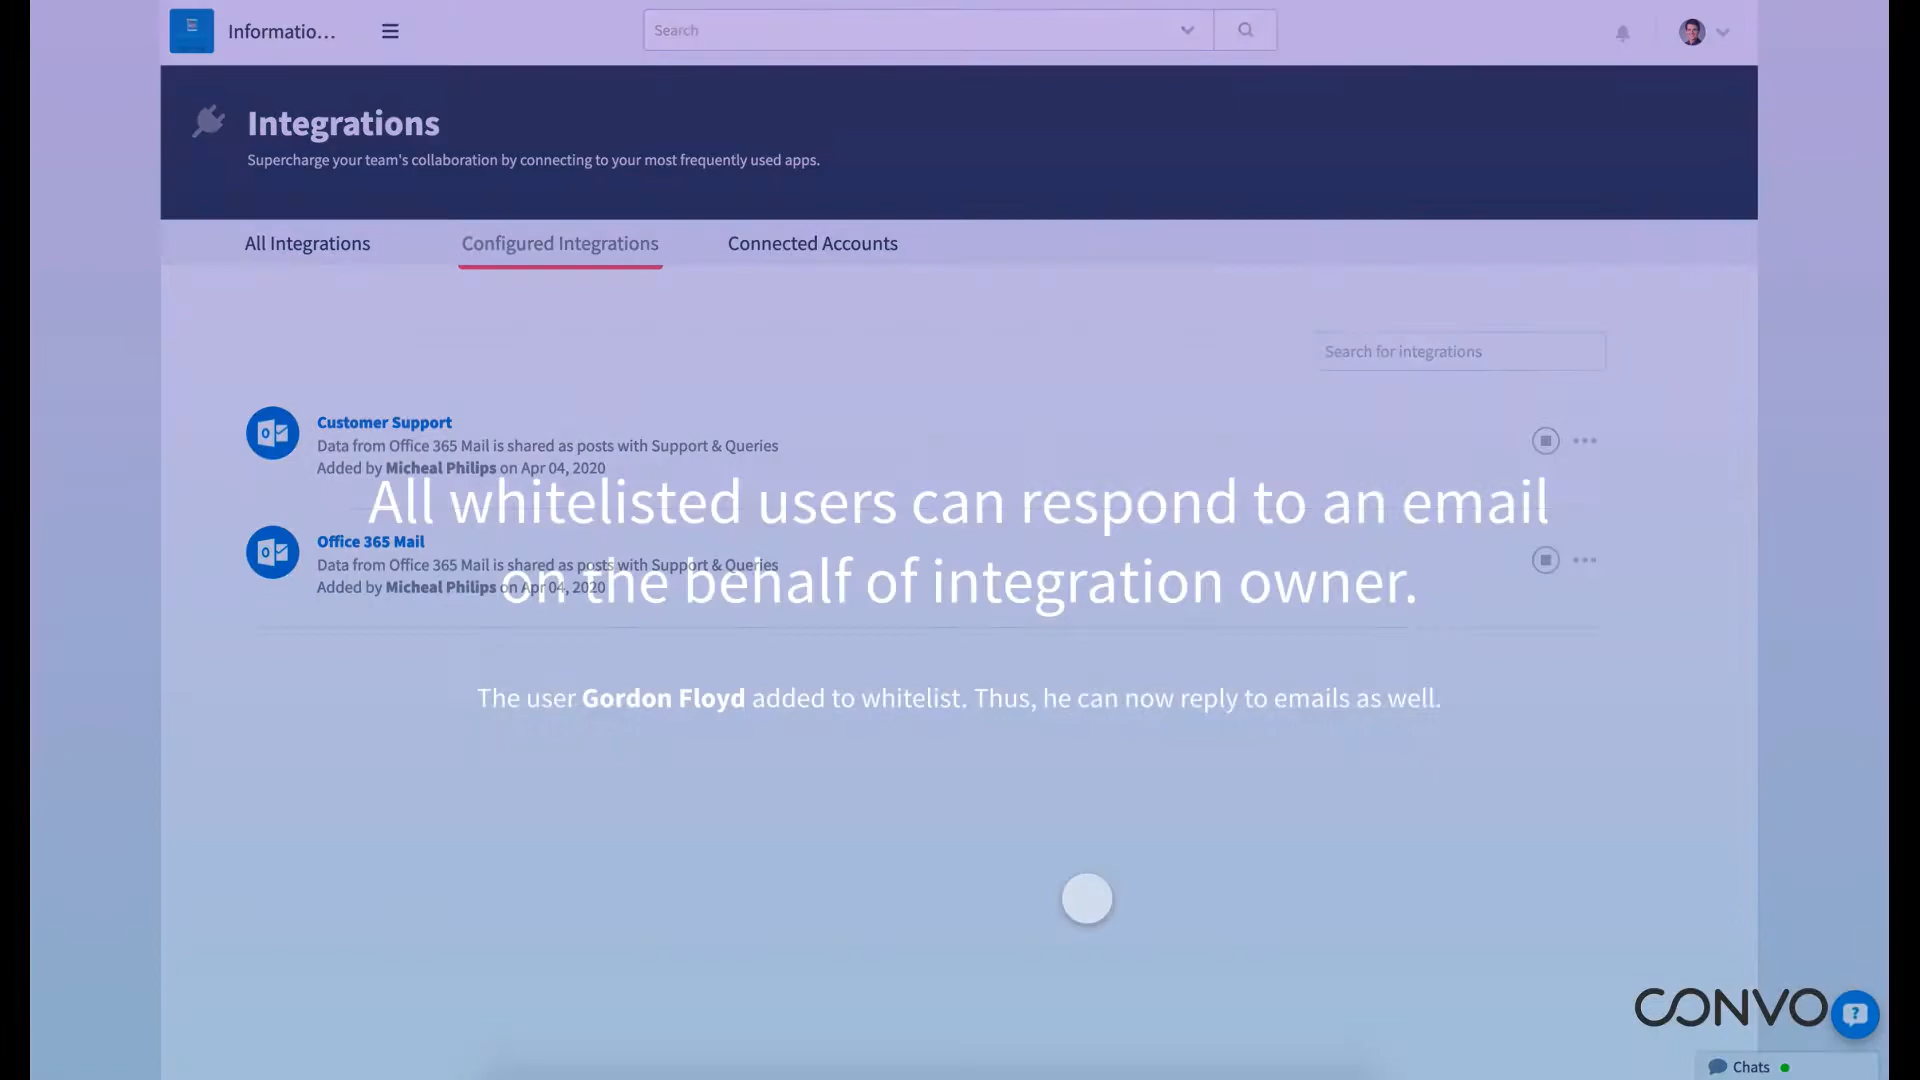 Informatio...
Search
Integrations
Supercharge your team's collaboration by connecting to your most frequently used apps.
All Integrations
Configured Integrations
Connected Accounts
Search for integrations
Customer Support
Data from Office 365 Mail is shared as posts with Support & Queries
Added by Micheal Philips on Apr 04, 2020
All whitelisted users can respond to an email
Office 365 Mail
Data from Office 365 Mail is shared as posts with Support & Queries
on the behalf of integration owner.
Added by Micheal Philips on Apr 04, 2020
The user Gordon Floyd added to whitelist. Thus, he can now reply to emails as well.
CONVO
Chats